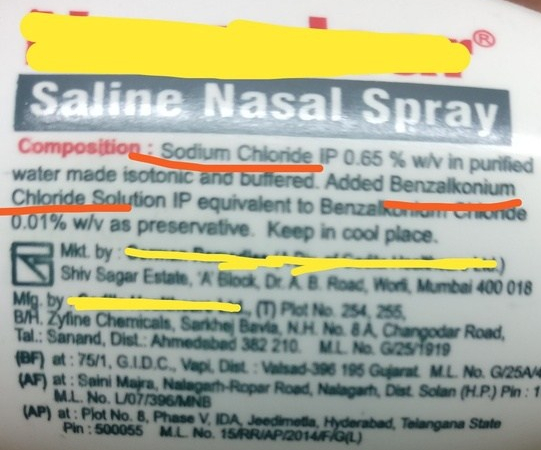 ®
Saline Nasal Spray
Composition : Sodium Chloride IP 0.65 % w/v in purified
water made isotonic and buffered. Added Benzalkonium
Chloride Solution IP equivalent to Benzalkonium Chloride
0.01% w/v as preservative. Keep in cool place.
Mkt. by :
Shiv Sagar Estate, 'A' Block, Dr. A. B. Road, Worli, Mumbai 400 018
Mfg. by (T) Plot No. 254, 255,
B/H. Zyfine Chemicals, Sarkhej Bavla, N.H. No. 8 A, Changodar Road,
Tal.: Sanand, Dist.: Ahmedabad 382 210. M.L. No. G/25/1919
(BF) at : 75/1, G.I.D.C., Vapi, Dist. : Valsad-396 195 Gujarat. M.L. No. G/25A/4
(AF) at : Saini Majra, Nalagarh-Ropar Road, Nalagarh, Dist. Solan (H.P.) Pin : 1
M.L. No. L/07/396/MNB
(AP) at : Plot No. 8, Phase V, IDA, Jeedimetla, Hyderabad, Telangana State
Pin : 500055 M.L. No. 15/RR/AP/2014/F/G(L)